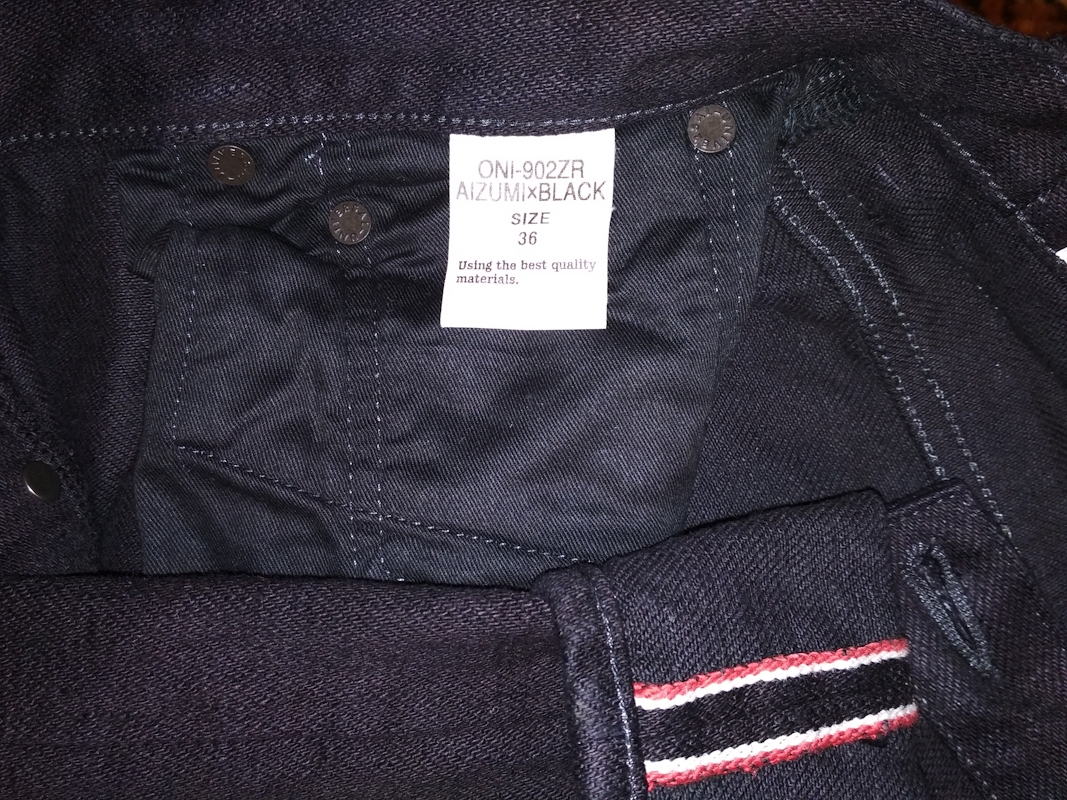 ONI-902ZR
AIZUMI×BLACK
SIZE
36
Using the best quality
materials.